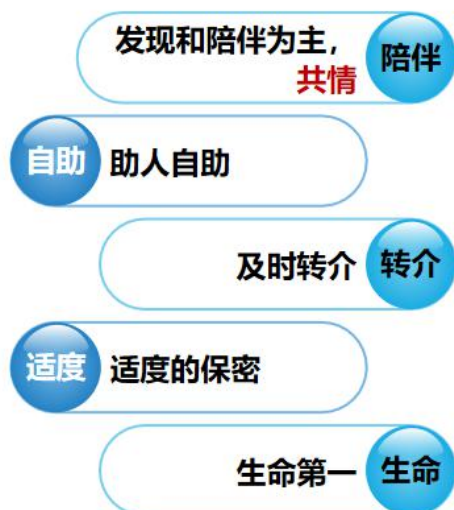 发现和陪伴为主，
共情
陪伴
自助
助人自助
及时转介
转介
适度
适度的保密
生命第一
生命